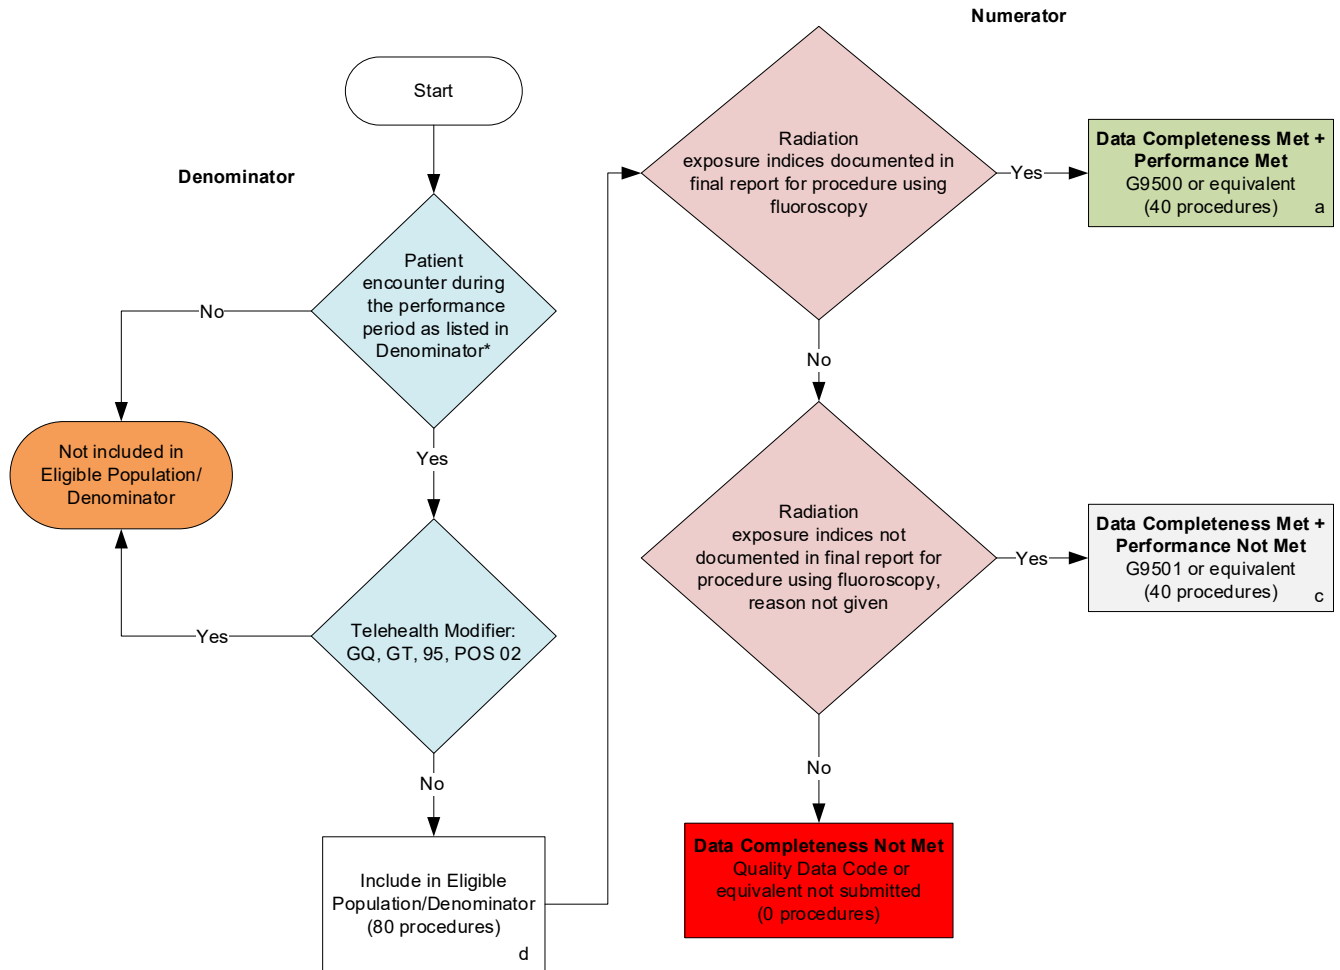 Numerator
Start
Denominator
Patient
encounter during
the performance
period as listed in
Denominator*
No
Not included in
Eligible Population/
Denominator
Yes
Yes
Telehealth Modifier:
GQ, GT, 95, POS 02
No
Include in Eligible
Population/Denominator
(80 procedures)
d
Radiation
exposure indices documented in
final report for procedure using
fluoroscopy
Yes
Data Completeness Met +
Performance Met
G9500 or equivalent
(40 procedures)
a
No
Radiation
exposure indices not
documented in final report for
procedure using fluoroscopy,
reason not given
Yes
Data Completeness Met +
Performance Not Met
G9501 or equivalent
(40 procedures)
c
No
Data Completeness Not Met
Quality Data Code or
equivalent not submitted
(0 procedures)